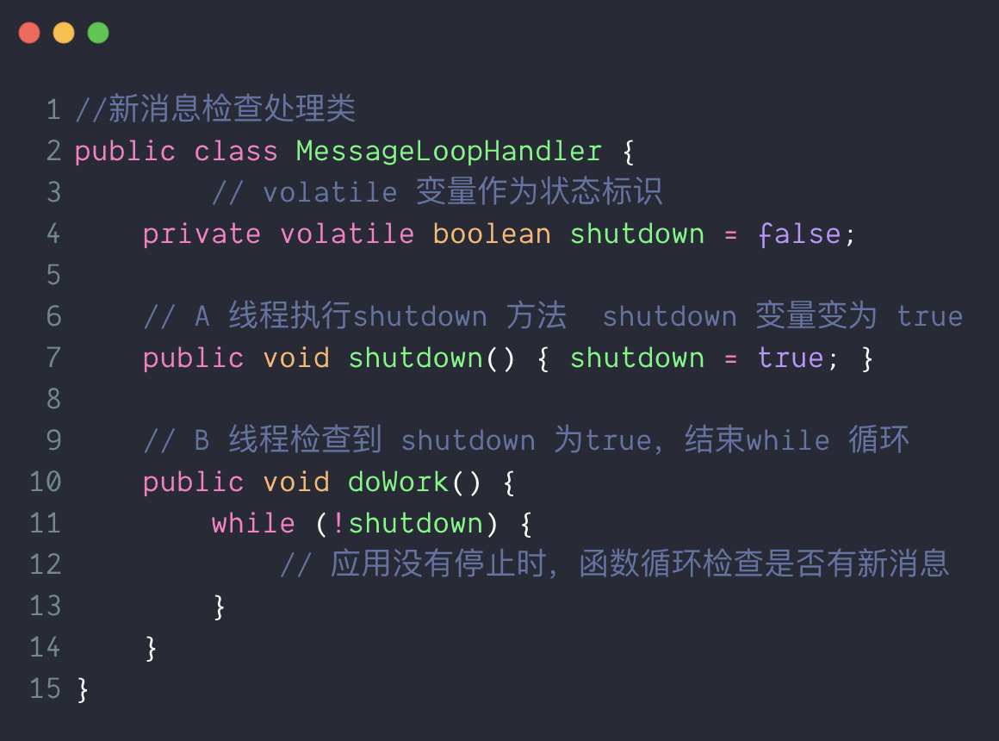 1 //新消息检查处理类
2 public class MessageLoopHandler {
3         // volatile 变量作为状态标识
4     private volatile boolean shutdown = false;
5
6     // A 线程执行shutdown 方法  shutdown 变量变为 true
7     public void shutdown() { shutdown = true; }
8
9     // B 线程检查到 shutdown 为true, 结束while 循环
10     public void doWork() {
11         while (!shutdown) {
12             // 应用没有停止时, 函数循环检查是否有新消息
13         }
14     }
15 }